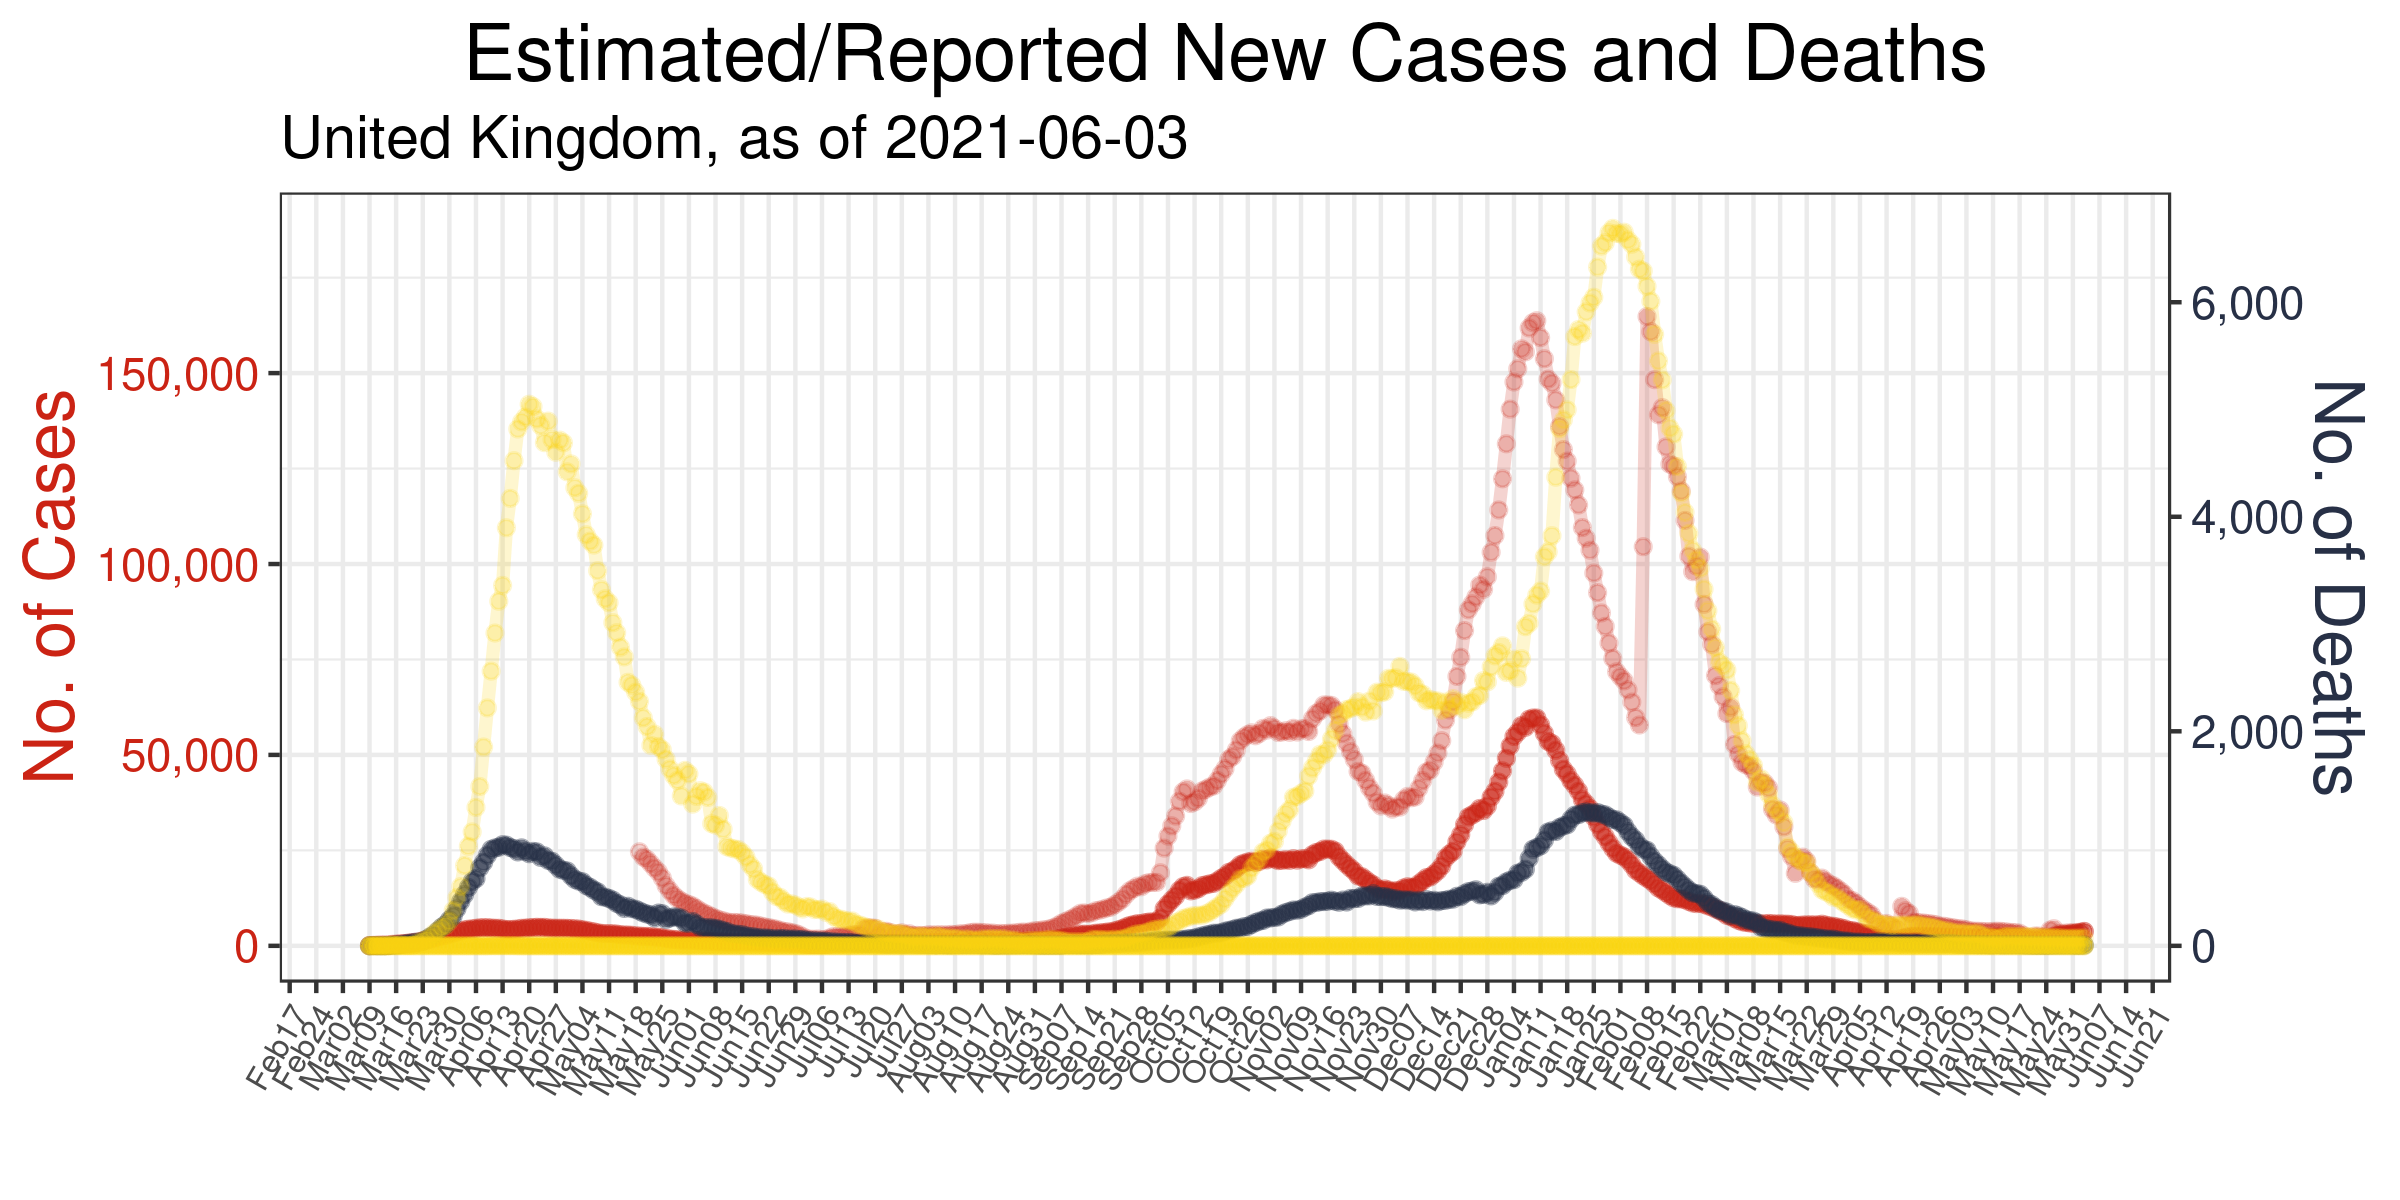 Estimated/Reported New Cases and Deaths
United Kingdom, as of 2021-06-03
No. of Cases
150,000
100,000
50,000
0
6,000
4,000
2,000
0
No. of Deaths
Feb17
Feb24
Mar02
Mar09
Mar16
Mar23
Mar30
Apr06
Apr13
Apr20
Apr27
May04
May11
May18
May25
Jun01
Jun08
Jun15
Jun22
Jun29
Jul06
Jul13
Jul20
Jul27
Aug03
Aug10
Aug17
Aug24
Aug31
Sep07
Sep14
Sep21
Sep28
Oct05
Oct12
Oct19
Oct26
Nov02
Nov09
Nov16
Nov23
Nov30
Dec07
Dec14
Dec21
Dec28
Jan04
Jan11
Jan18
Jan25
Feb01
Feb08
Feb15
Feb22
Mar01
Mar08
Mar15
Mar22
Mar29
Apr05
Apr12
Apr19
Apr26
May03
May10
May17
May24
May31
Jun07
Jun14
Jun21